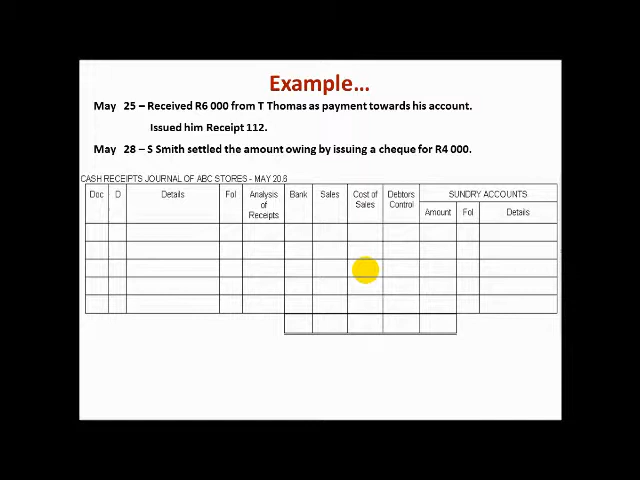 Example…
May 25 – Received R6 000 from T Thomas as payment towards his account.
Issued him Receipt 112.
May 28 – S Smith settled the amount owing by issuing a cheque for R4 000.
CASH RECEIPTS JOURNAL OF ABC STORES - MAY 20.6
Doc D Details Fol Analysis of Receipts Bank Sales Cost of Sales Debtors Control SUNDRY ACCOUNTS
Amount Fol Details